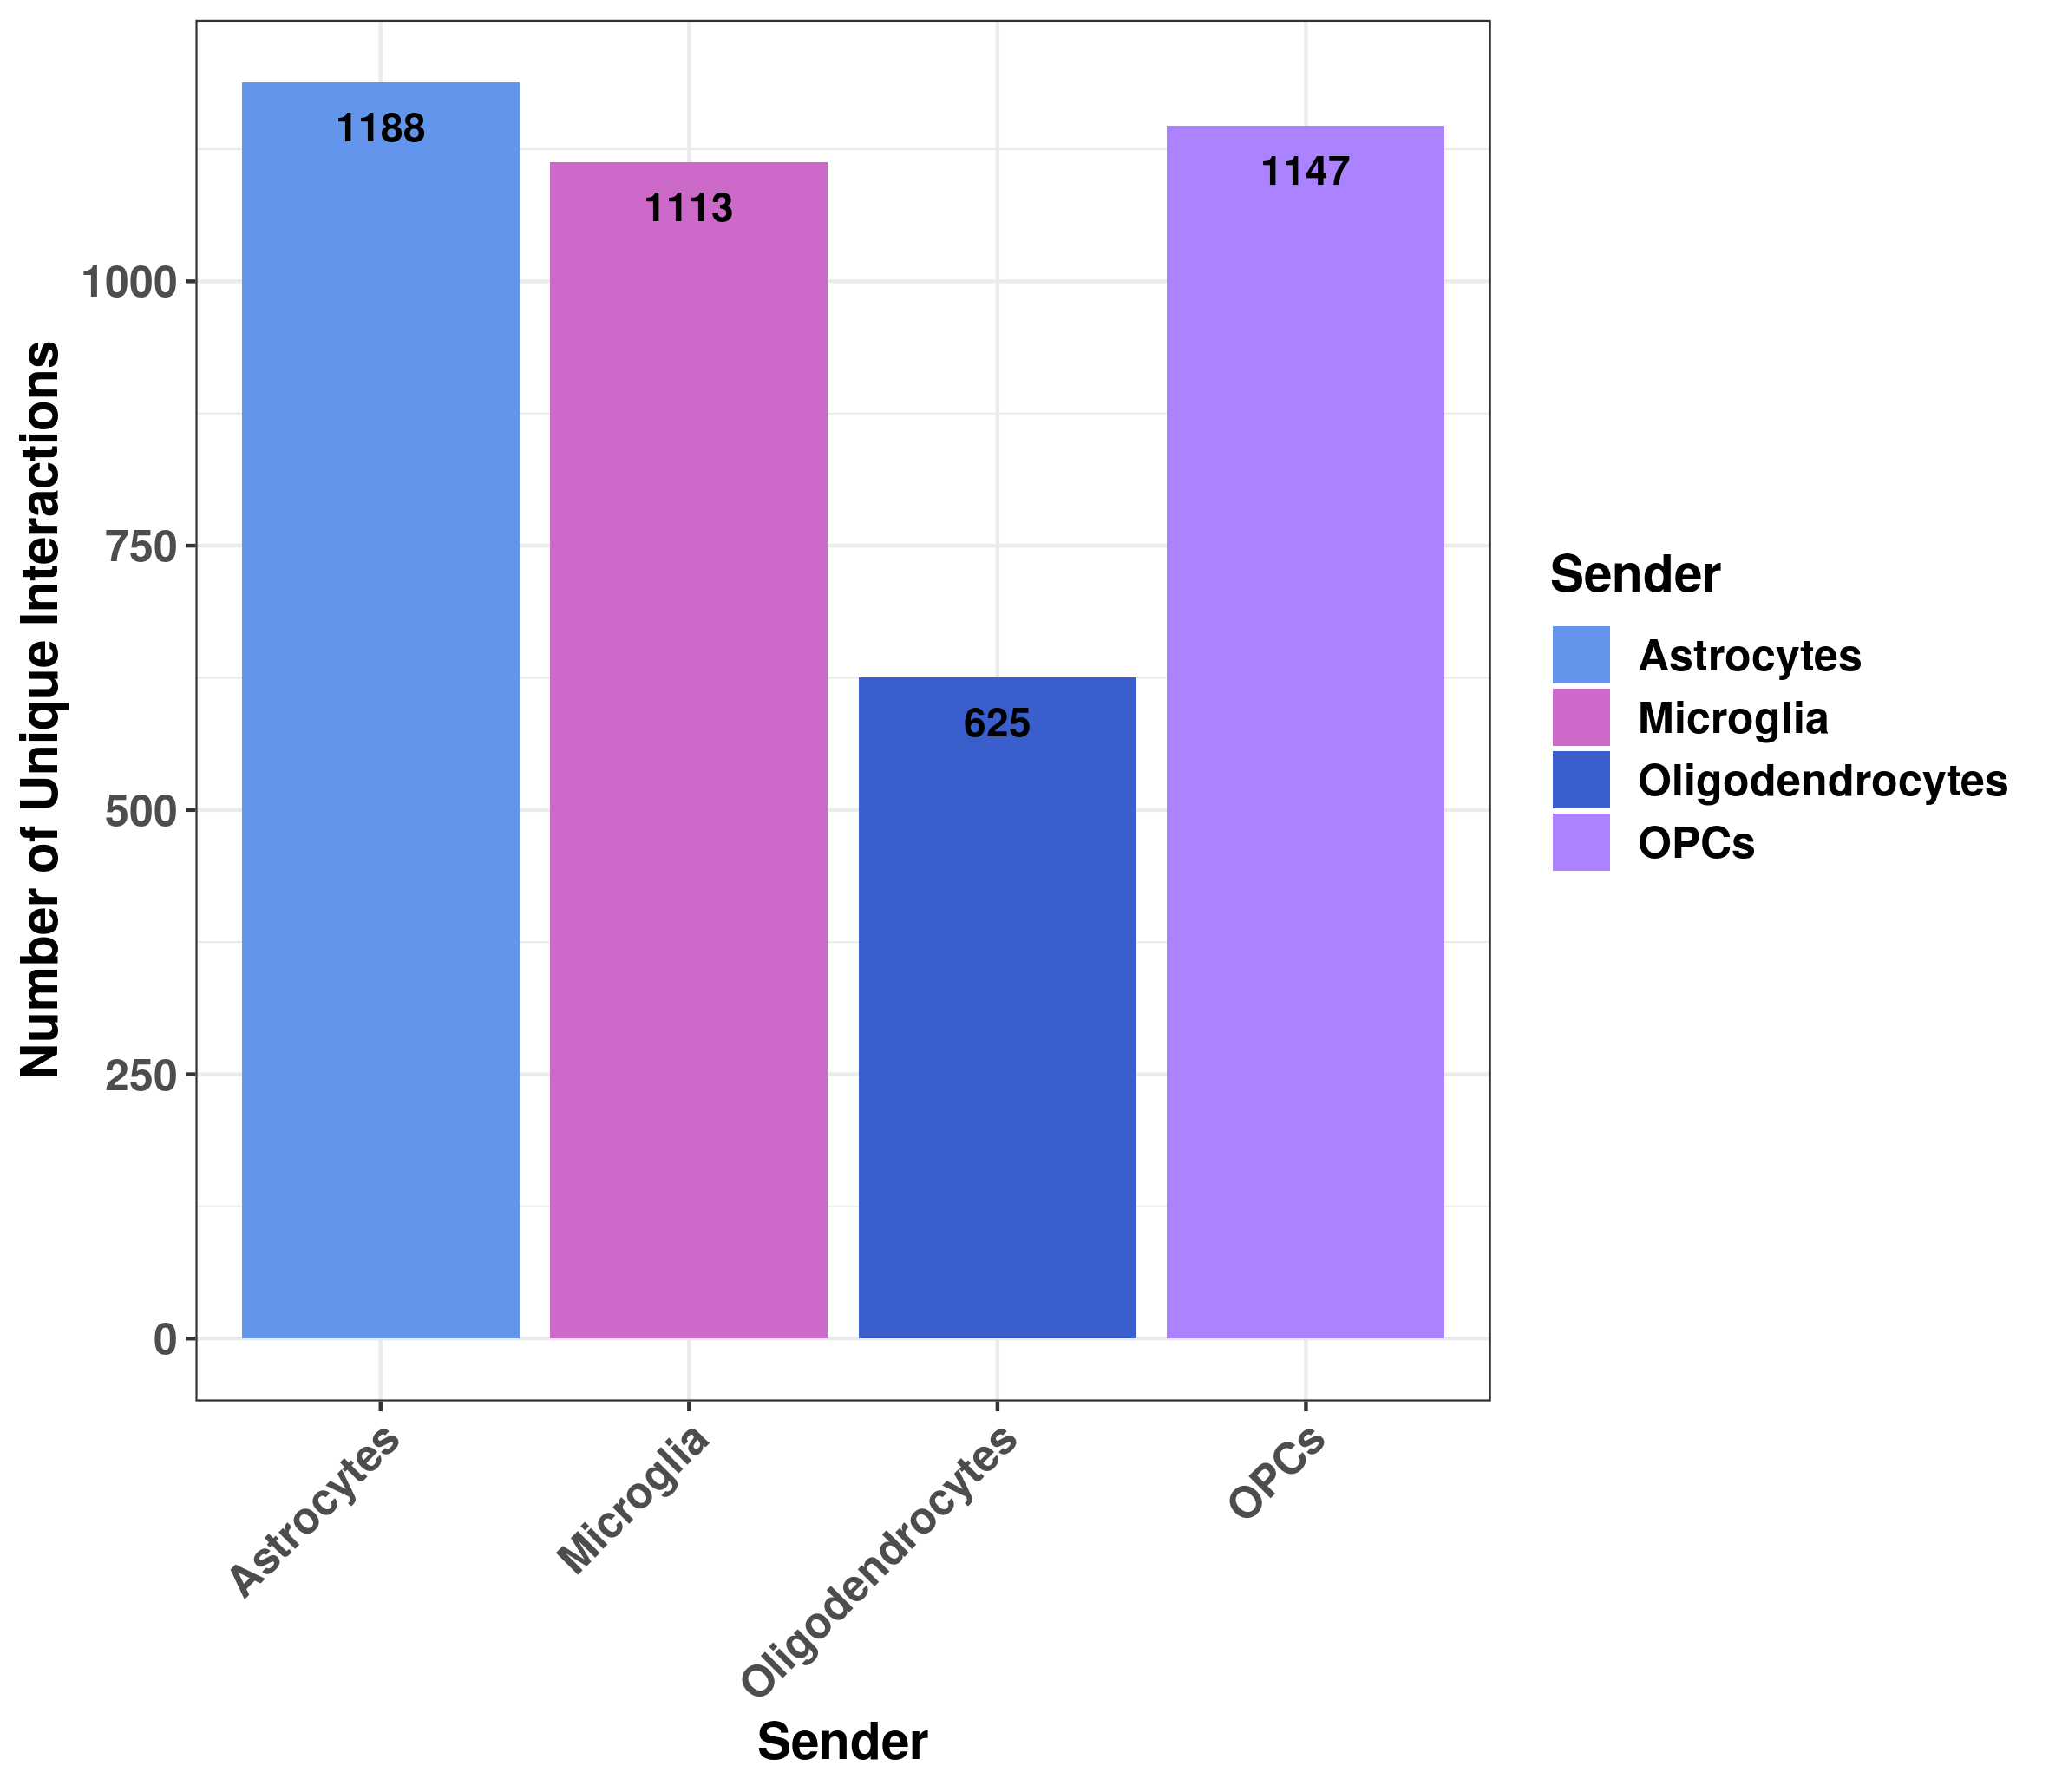 Number of Unique Interactions
1000
750
500
250
0
1188
1113
625
1147
Astrocytes
Microglia
Oligodendrocytes
OPCs
Sender
Sender
Astrocytes
Microglia
Oligodendrocytes
OPCs